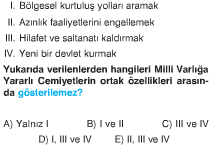 I. Bölgesel kurtuluş yolları aramak
II. Azınlık faaliyetlerini engellemek
III. Hilafet ve saltanatı kaldırmak
IV. Yeni bir devlet kurmak
Yukarıda verilenlerden hangileri Milli Varlığa
Yararlı Cemiyetlerin ortak özellikleri arasın-
da gösterilemez?
A) Yalnız I B) I ve II C) III ve IV
D) I, III ve IV E) II, III ve IV